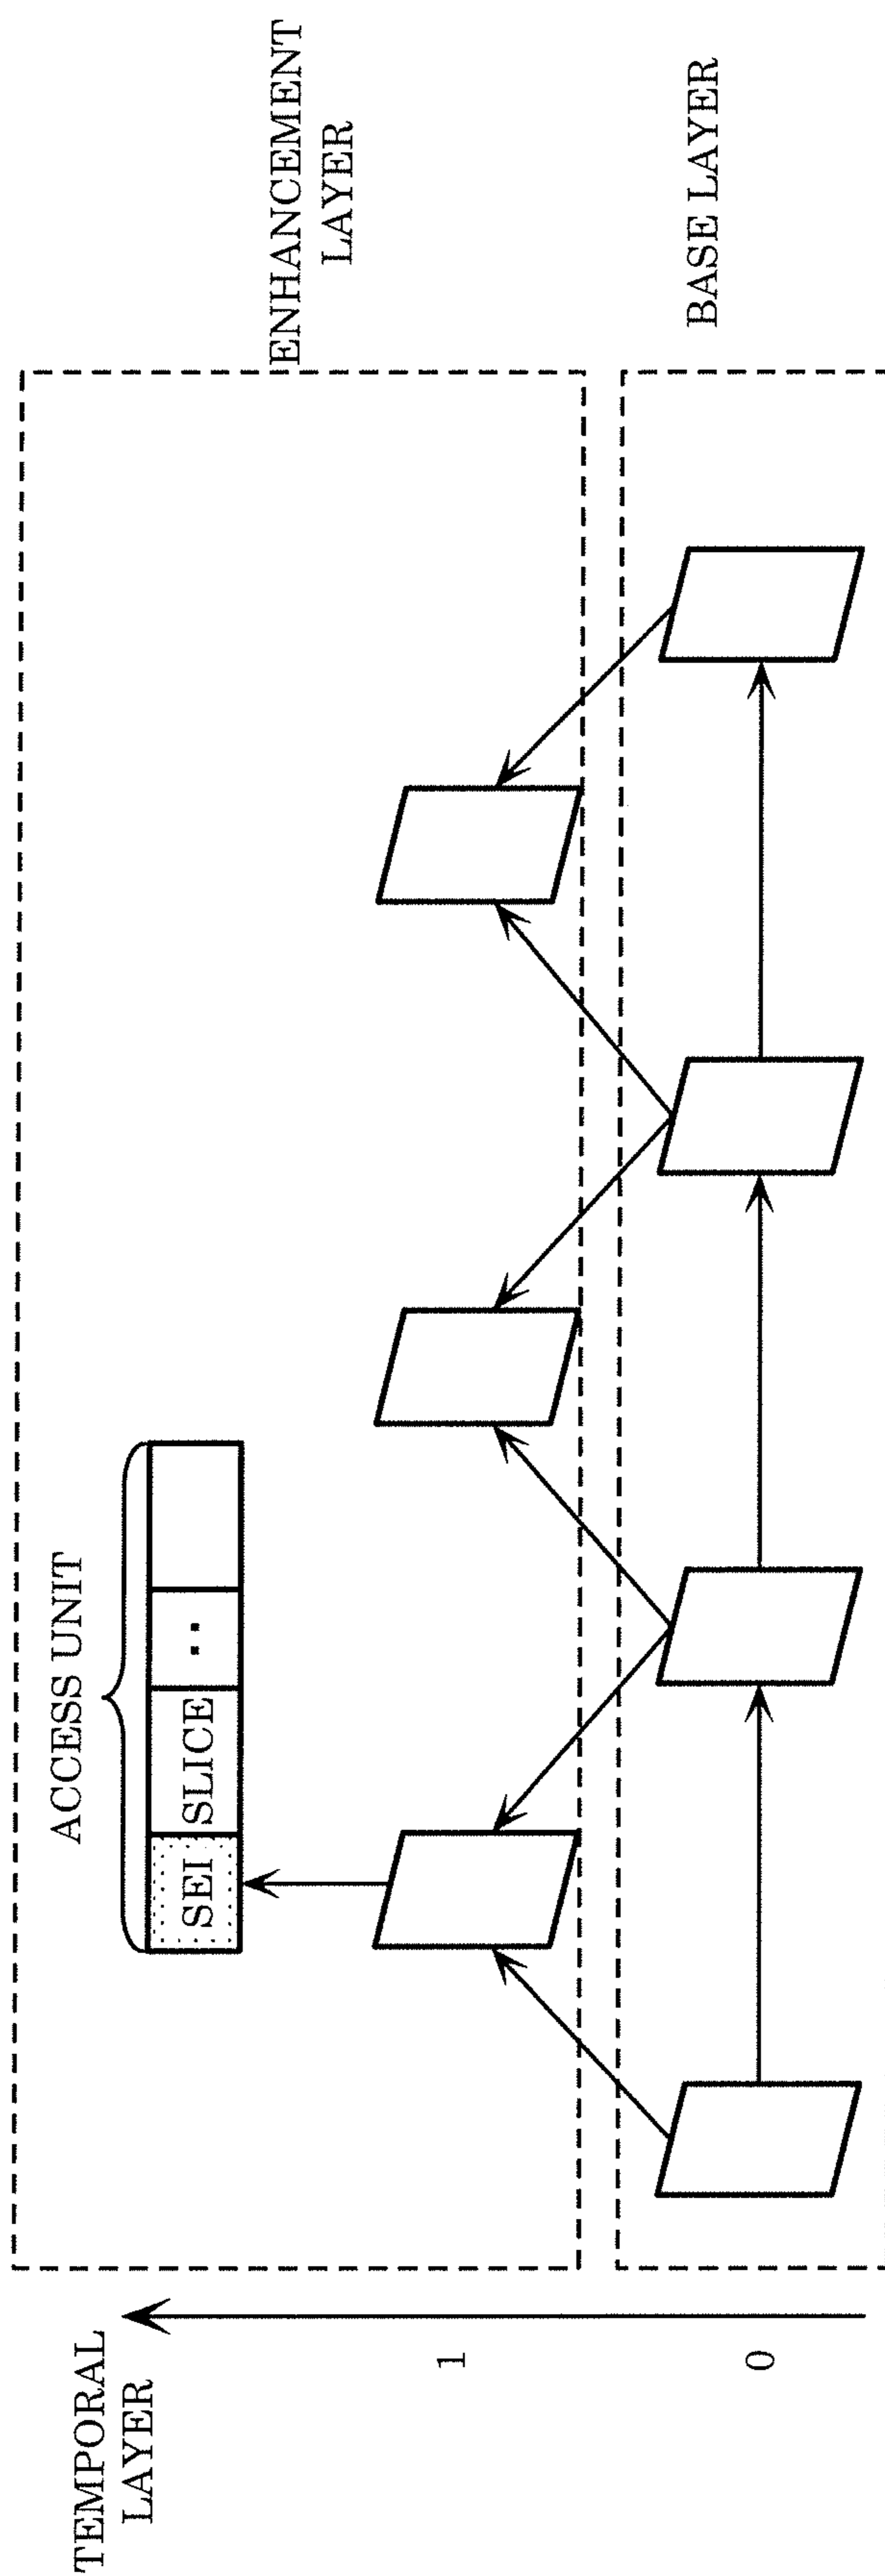 TEMPORAL
LAYER
1
0
ACCESS UNIT
SEI
SLICE
..
ENHANCEMENT
LAYER
BASE LAYER